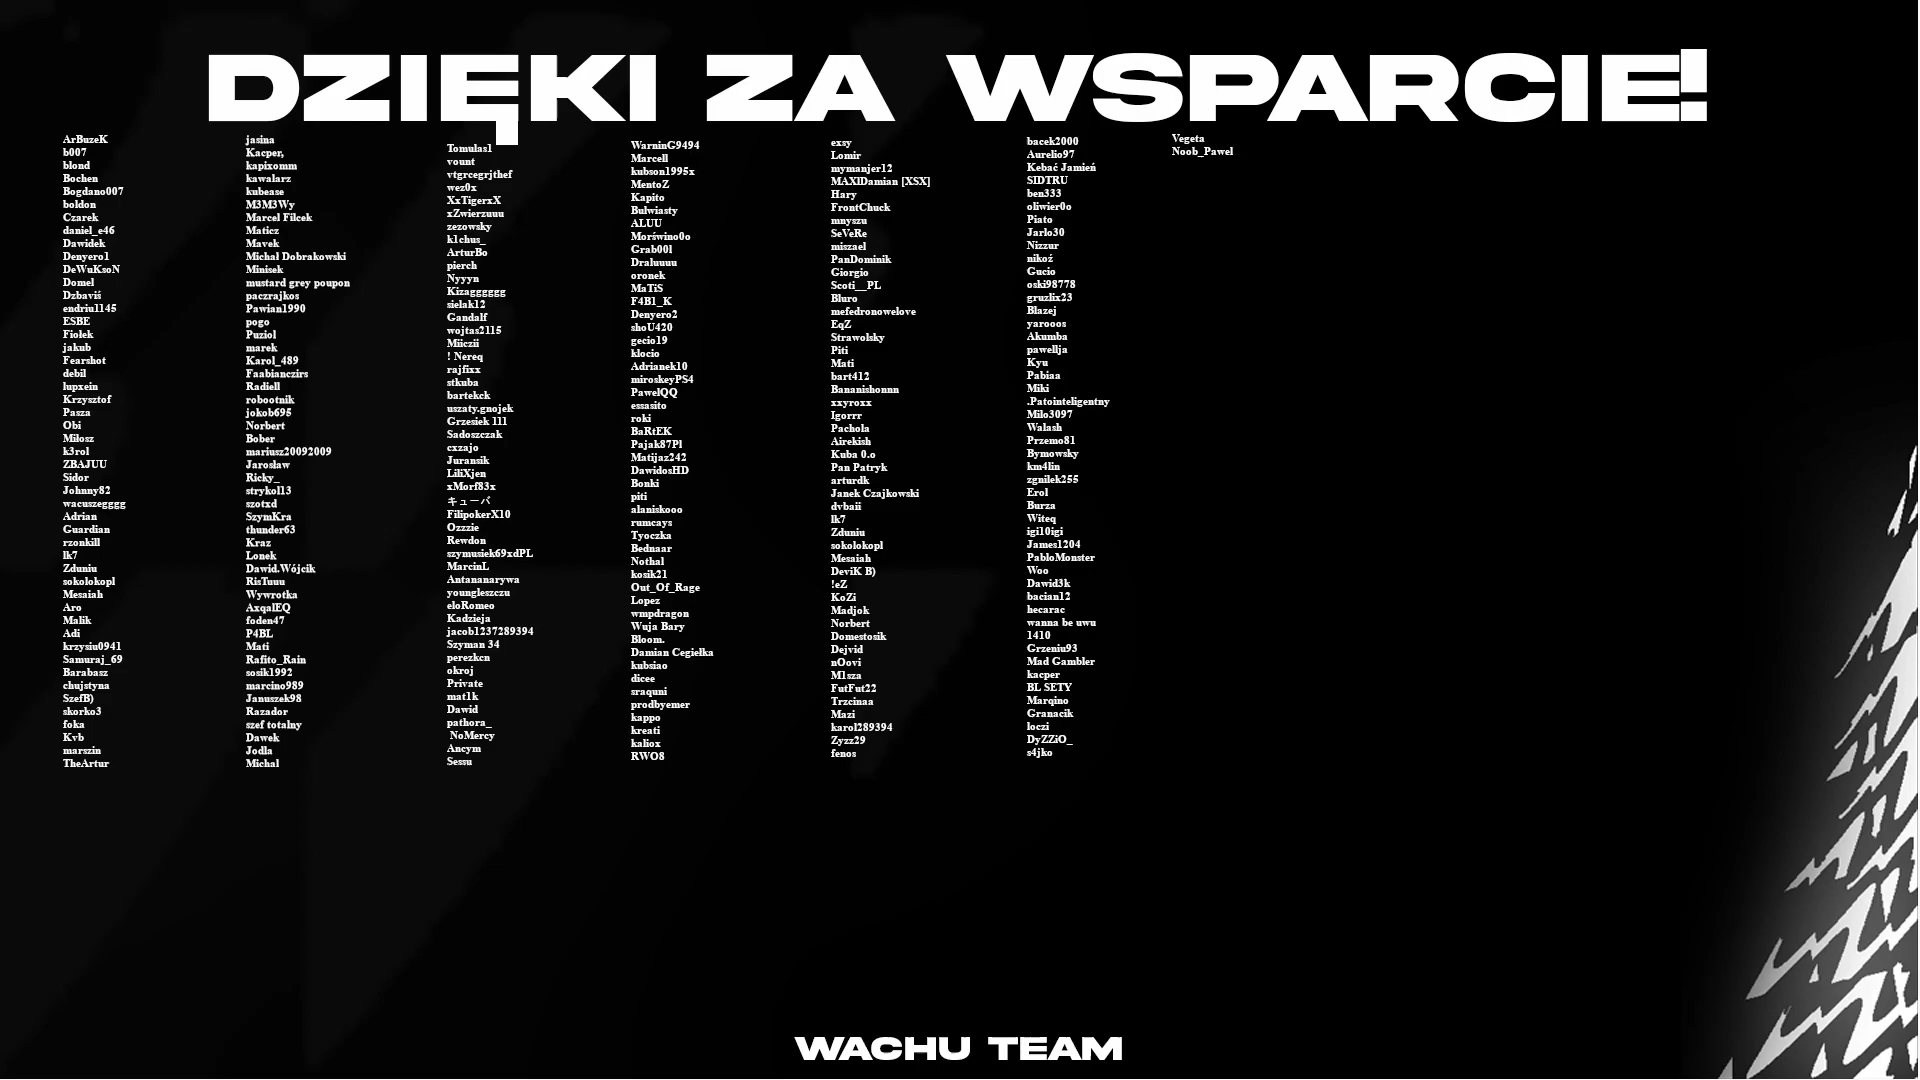 DZIĘKI ZA WSPARCIE!
ArBuzeK
b007
blond
Bochen
Bogdano007
boldon
Czarek
daniel_e46
Dawidek
Denyero1
DeWuKsoN
Domel
Dzbaviś
endriu1145
ESBE
Fiołek
jakub
Fearshot
debil
lupxein
Krzysztof
Pasza
Obi
Miłosz
k3rol
ZBAJUU
Sidor
Johnny82
wacuszegggg
Adrian
Guardian
rzonkill
lk7
Zduniu
sokolokopl
Mesaiah
Aro
Malik
Adi
krzysiu0941
Samuraj_69
Barabasz
chujstyna
SzefB)
skorko3
foka
Kvb
marszin
TheArtur
jasina
Kacper,
kapixomm
kawalarz
kubease
M3M3Wy
Marcel Filcek
Maticz
Mavek
Michał Dobrakowski
Minisek
mustard grey poupon
paczrajkos
Pawian1990
pogo
Puziol
marek
Karol_489
Faabianczirs
Radiell
robootnik
jokob695
Norbert
Bober
mariusz20092009
Jarosław
Ricky_
strykol13
szotxd
SzymKra
thunder63
Kraz
Lonek
Dawid.Wójcik
RisTuuu
Wywrotka
AxqalEQ
foden47
P4BL
Mati
Rafito_Rain
sosik1992
marcino989
Januszek98
Razador
szef totalny
Dawek
Jodla
Michal
Tomulas1
vount
vtgrcegrjthef
wez0x
XxTigerxX
xZwierzuuu
zezowsky
k1chus_
ArturBo
pierch
Nyyyn
Kizagggggg
sielak12
Gandalf
wojtas2115
Miiczii
! Nereq
rajfixx
stkuba
bartekck
uszaty.gnojek
Grzesiek 111
Sadoszczak
cxzajo
Juransik
LiliXjen
xMorf83x
キューバ
FilipokerX10
Ozzzie
Rewdon
szymusiek69xdPL
MarcinL
Antananarywa
youngleszczu
eloRomeo
Kadzieja
jacob1237289394
Szyman 34
perezkcn
okroj
Private
mat1k
Dawid
pathora_
NoMercy
Ancym
Sessu
WarninG9494
Marcell
kubson1995x
MentoZ
Kapito
Bulwiasty
ALUU
Morświno0o
Grab00l
Draluuuu
oronek
MaTiS
F4B1_K
Denyero2
shoU420
gecio19
klocio
Adrianek10
miroskeyPS4
PawelQQ
essasito
roki
BaRtEK
Pajak87Pl
Matijaz242
DawidosHD
Bonki
piti
alaniskooo
rumcays
Tyoczka
Bednaar
Nothal
kosik21
Out_Of_Rage
Lopez
wmpdragon
Wuja Bary
Bloom.
Damian Cegiełka
kubsiao
dicee
sraquni
prodbyemer
kappo
kreati
kaliox
RWO8
exsy
Lomir
mymanjer12
MAXIDamian [XSX]
Hary
FrontChuck
mnyszu
SeVeRe
miszael
PanDominik
Giorgio
Scoti__PL
Bluro
mefedronowelove
EqZ
Strawolsky
Piti
Mati
bart412
Bananishonnn
xxyroxx
Igorrr
Pachola
Airekish
Kuba 0.o
Pan Patryk
arturdk
Janek Czajkowski
dvbaii
lk7
Zduniu
sokolokopl
Mesaiah
DeviK B)
!eZ
KoZi
Madjok
Norbert
Domestosik
Dejvid
nOovi
M1sza
FutFut22
Trzcinaa
Mazi
karol289394
Zyzz29
fenos
bacek2000
Aurelio97
Kebać Jamień
SIDTRU
ben333
oliwier0o
Piato
Jarło30
Nizzur
nikoź
Gucio
oski98778
gruzlix23
Blazej
yarooos
Akumba
pawellja
Kyu
Pabiaa
Miki
.Patointeligentny
Milo3097
Walash
Przemo81
Bymowsky
km4lin
zgnilek255
Erol
Burza
Witeq
igi10igi
James1204
PabloMonster
Woo
Dawid3k
bacian12
hecarac
wanna be uwu
1410
Grzeniu93
Mad Gambler
kacper
BL SETY
Marqino
Granacik
loczi
DyZZiO_
s4jko
Vegeta
Noob_Pawel
WACHU TEAM